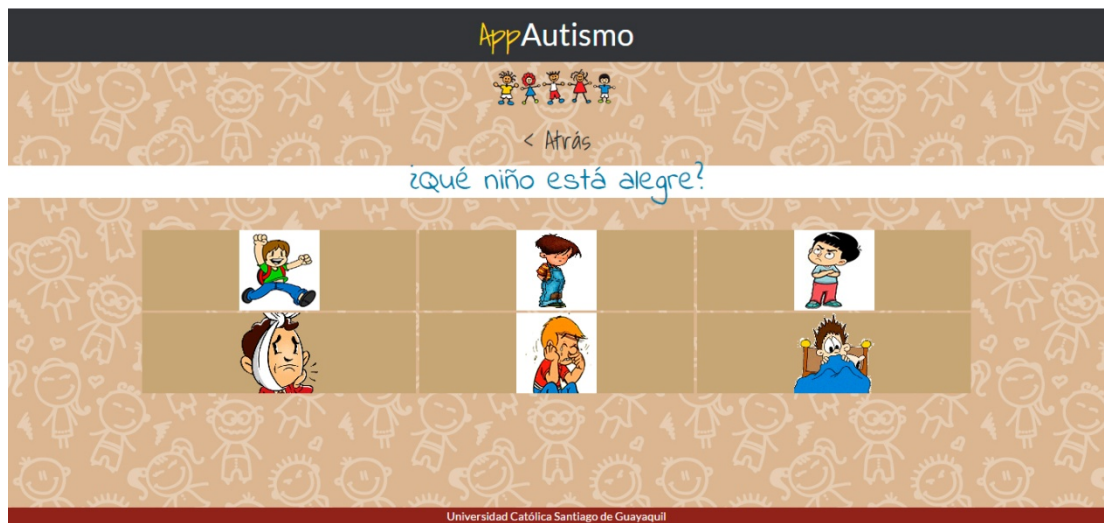 AppAutismo
< Atrás
¿Qué niño está alegre?
Universidad Católica Santiago de Guayaquil